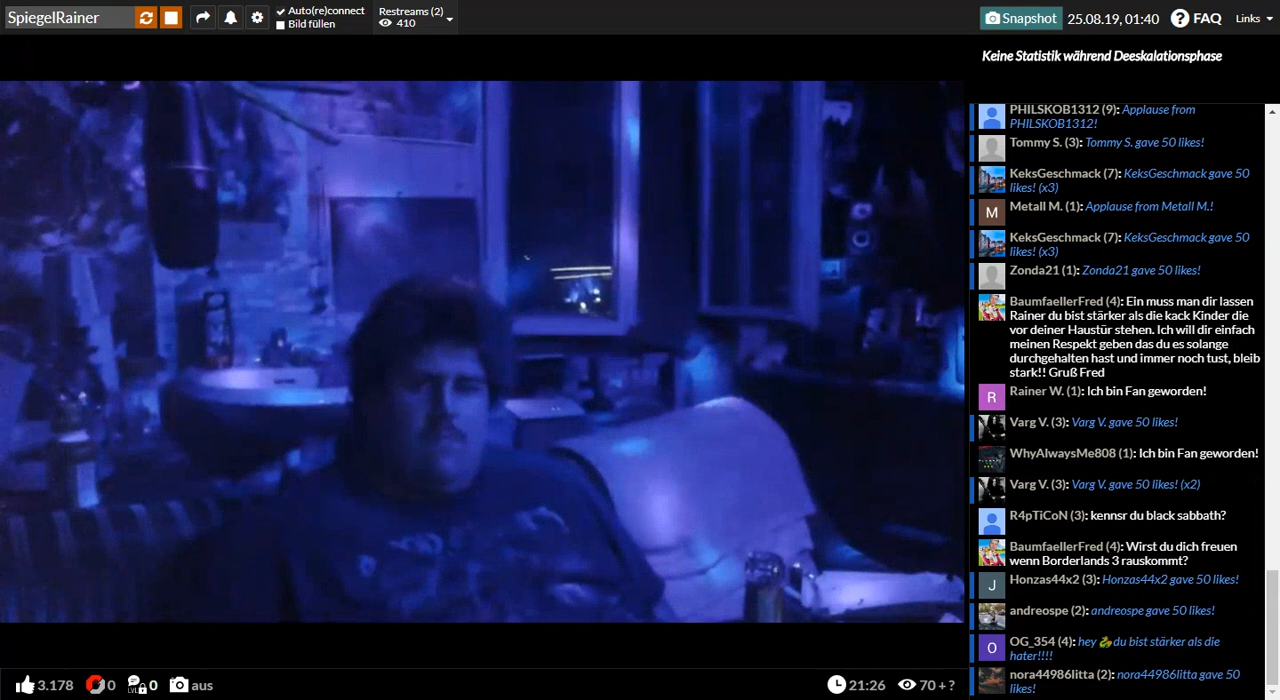 SpiegelRainer
Auto(re)connect
Bild füllen
Restreams (2)
410
Snapshot
25.08.19, 01:40
? FAQ
Links
Keine Statistik während Deeskalationsphase
PHILSKOB1312 (9): Applause from
PHILSKOB1312!
Tommy S. (3): Tommy S. gave 50 likes!
KeksGeschmack (7): KeksGeschmack gave 50
likes! (x3)
M
Metall M. (1): Applause from Metall M.!
KeksGeschmack (7): KeksGeschmack gave 50
likes! (x3)
Zonda21 (1): Zonda21 gave 50 likes!
BaumfaellerFred (4): Ein muss man dir lassen
Rainer du bist stärker als die kack Kinder die
vor deiner Haustür stehen. Ich will dir einfach
meinen Respekt geben das du es solange
durchgehalten hast und immer noch tust, bleib
stark!! Gruß Fred
R
Rainer W. (1): Ich bin Fan geworden!
Varg V. (3): Varg V. gave 50 likes!
WhyAlwaysMe808 (1): Ich bin Fan geworden!
Varg V. (3): Varg V. gave 50 likes! (x2)
R4pTiCoN (3): kennsr du black sabbath?
BaumfaellerFred (4): Wirst du dich freuen
wenn Borderlands 3 rauskommt?
J
Honzas44x2 (3): Honzas44x2 gave 50 likes!
andreospe (2): andreospe gave 50 likes!
O
OG_354 (4): hey 🐍du bist stärker als die
hater!!!!
nora44986litta (2): nora44986litta gave 50
likes!
3.178
0
LVL
0
aus
21:26
70 + ?